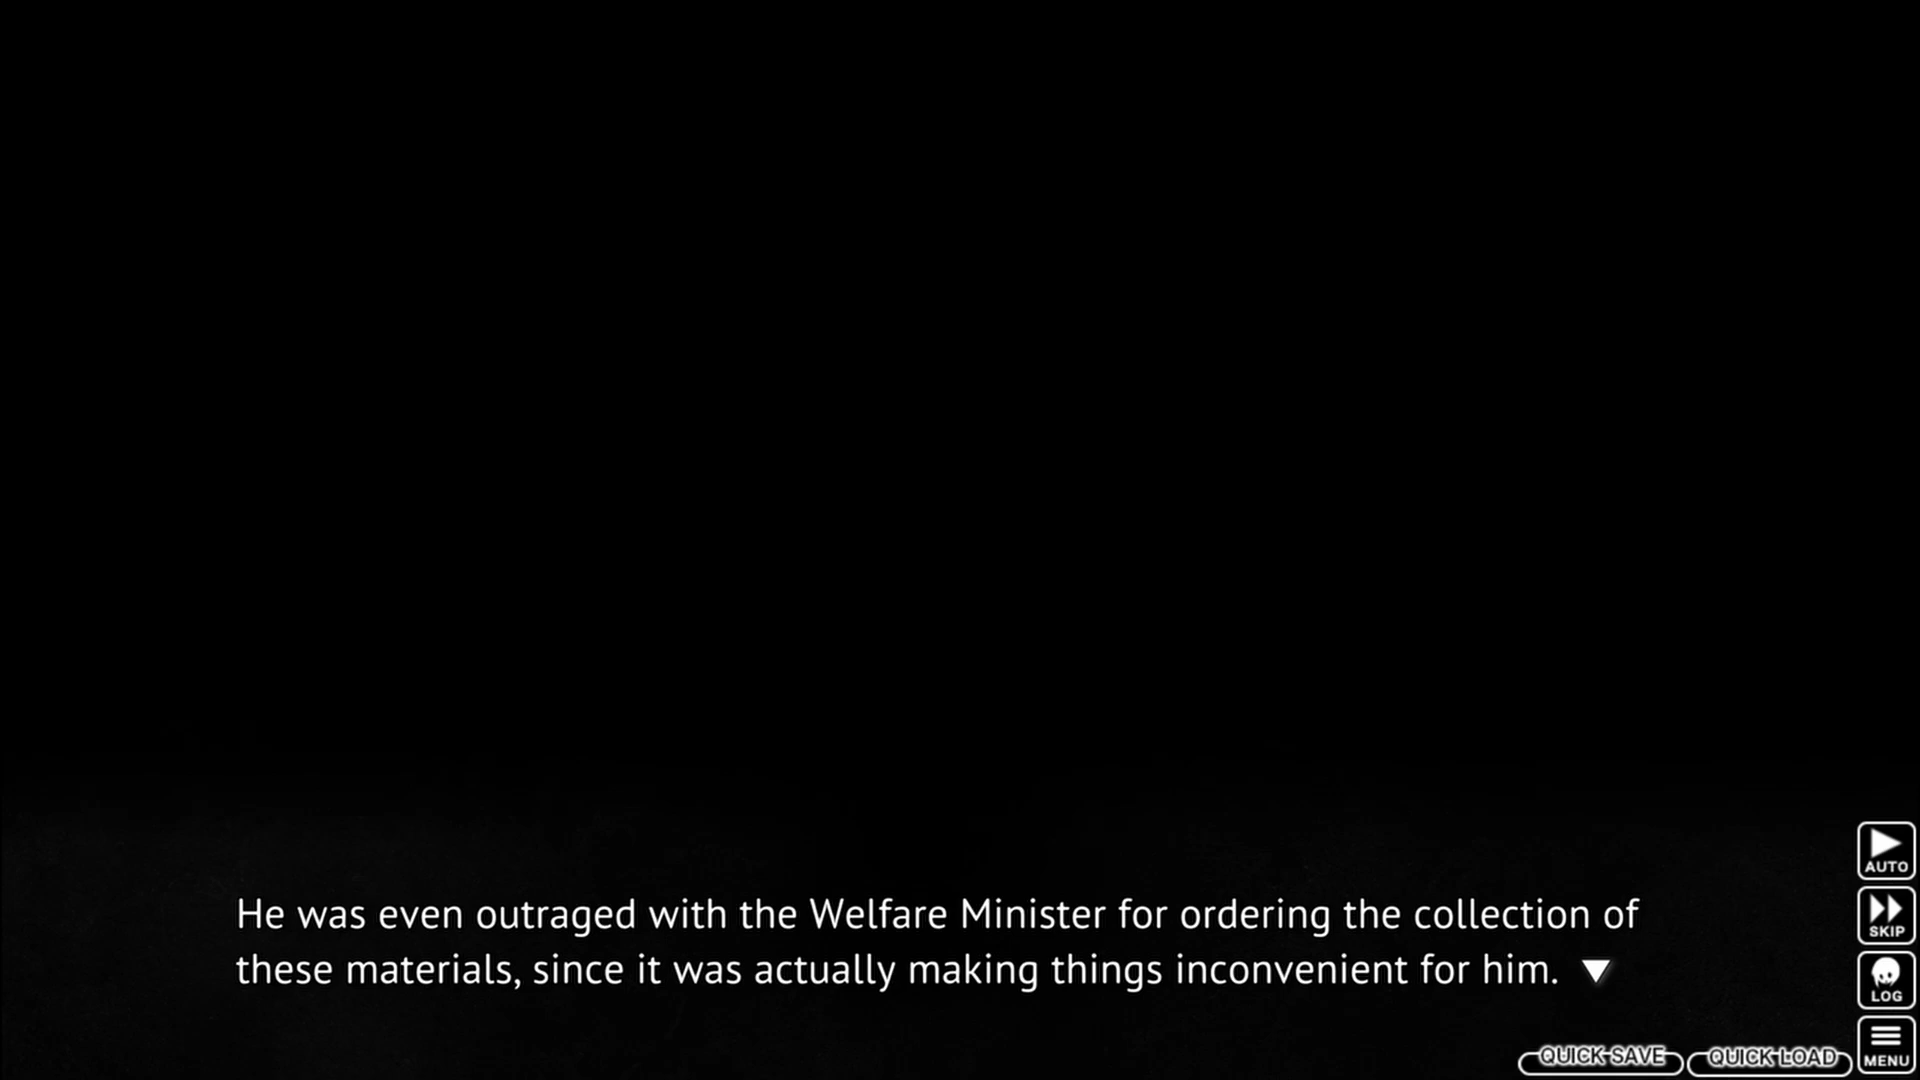 He was even outraged with the Welfare Minister for ordering the collection of
these materials, since it was actually making things inconvenient for him.
AUTO
SKIP
LOG
MENU
QUICK SAVE
QUICK LOAD